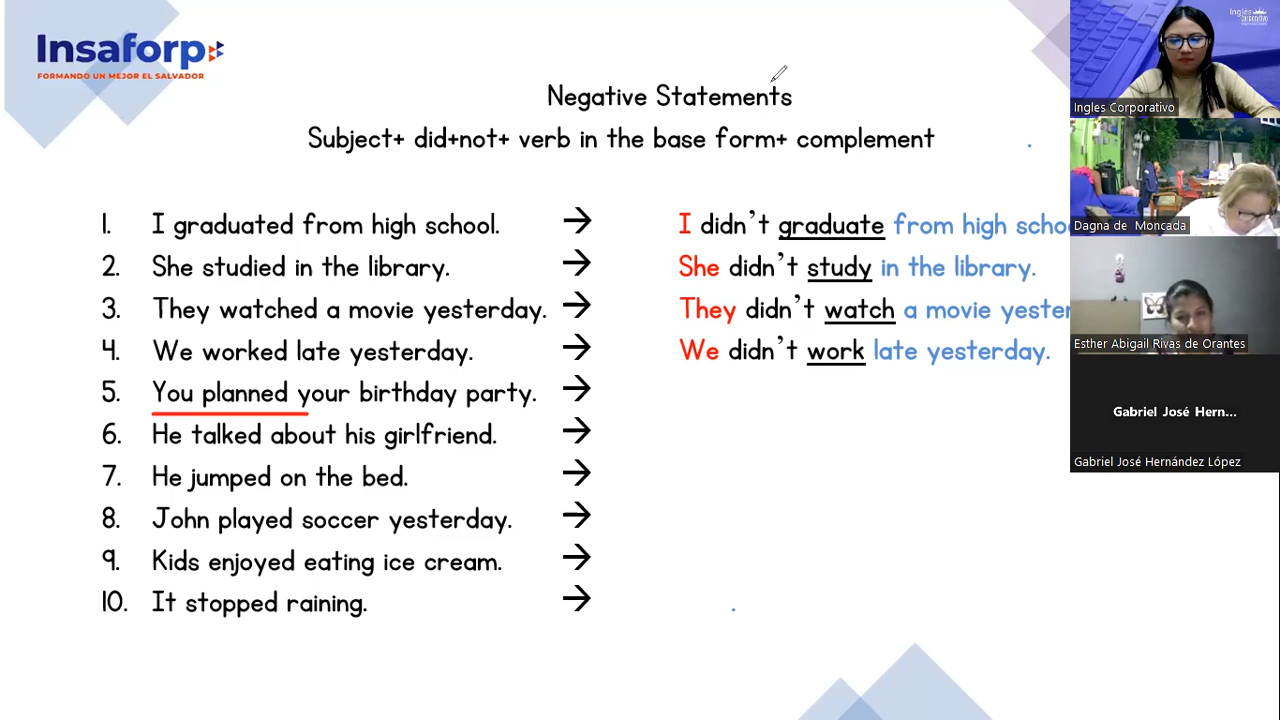 Insaforp
FORMANDO UN MEJOR EL SALVADOR
Negative Statements
Subject+ did+not+ verb in the base form+ complement
1. I graduated from high school. → I didn't graduate from high schoo
2. She studied in the library. → She didn't study in the library.
3. They watched a movie yesterday. → They didn't watch a movie yester
4. We worked late yesterday. → We didn't work late yesterday.
5. You planned your birthday party. →
6. He talked about his girlfriend. →
7. He jumped on the bed. →
8. John played soccer yesterday. →
9. Kids enjoyed eating ice cream. →
10. It stopped raining. → .
Ingles Corporativo
Dagna de Moncada
Esther Abigail Rivas de Orantes
Gabriel José Hern...
Gabriel José Hernández López